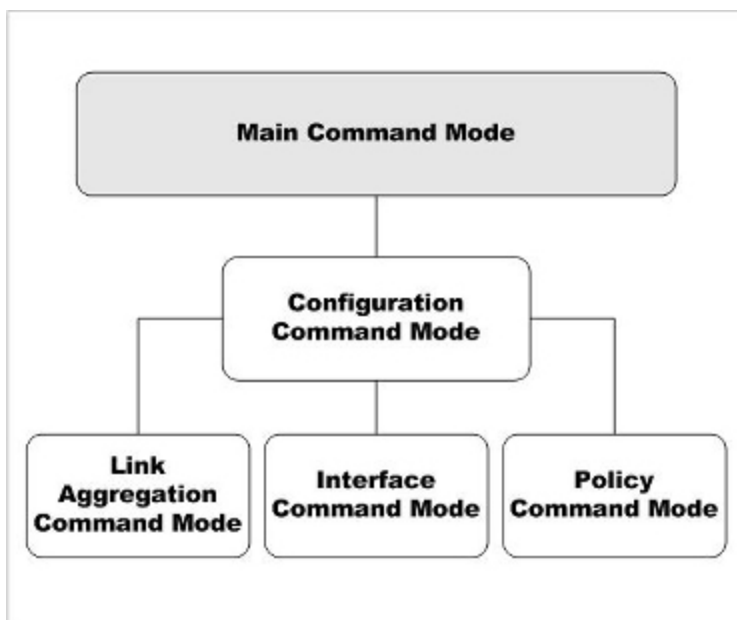 Main Command Mode
Configuration
Command Mode
Link
Aggregation
Command Mode
Interface
Command Mode
Policy
Command Mode